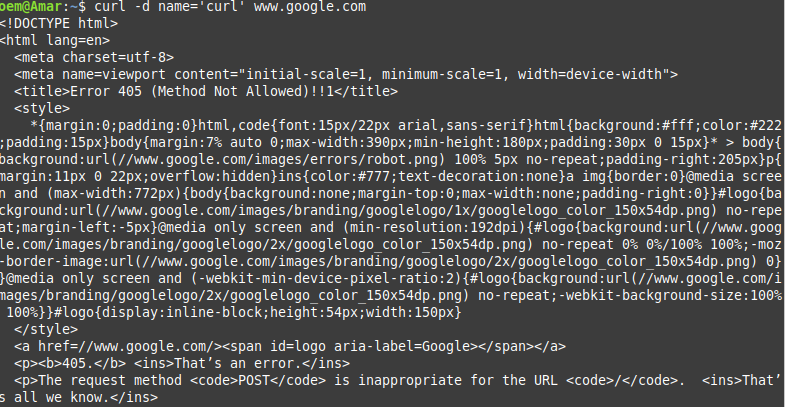 oem@Amar:~$ curl -d name='curl' www.google.com
<!DOCTYPE html>
<html lang=en>
  <meta charset=utf-8>
  <meta name=viewport content="initial-scale=1, minimum-scale=1, width=device-width">
  <title>Error 405 (Method Not Allowed)!!1</title>
  <style>
    *{margin:0;padding:0}html,code{font:15px/22px arial,sans-serif}html{background:#fff;color:#222
;padding:15px}body{margin:7% auto 0;max-width:390px;min-height:180px;padding:30px 0 15px}* > body{
background:url(//www.google.com/images/errors/robot.png) 100% 5px no-repeat;padding-right:205px}p{
margin:11px 0 22px;overflow:hidden}ins{color:#777;text-decoration:none}a img{border:0}@media scree
n and (max-width:772px){body{background:none;margin-top:0;max-width:none;padding-right:0}}#logo{ba
ckground:url(//www.google.com/images/branding/googlelogo/1x/googlelogo_color_150x54dp.png) no-repe
at;margin-left:-5px}@media only screen and (min-resolution:192dpi){#logo{background:url(//www.goog
le.com/images/branding/googlelogo/2x/googlelogo_color_150x54dp.png) no-repeat 0% 0%/100% 100%;-moz
-border-image:url(//www.google.com/images/branding/googlelogo/2x/googlelogo_color_150x54dp.png) 0}
}@media only screen and (-webkit-min-device-pixel-ratio:2){#logo{background:url(//www.google.com/i
mages/branding/googlelogo/2x/googlelogo_color_150x54dp.png) no-repeat;-webkit-background-size:100%
 100%}}#logo{display:inline-block;height:54px;width:150px}
  </style>
  <a href=//www.google.com/><span id=logo aria-label=Google></span></a>
  <p><b>405.</b> <ins>That’s an error.</ins>
  <p>The request method <code>POST</code> is inappropriate for the URL <code>/</code>.  <ins>That’
s all we know.</ins>